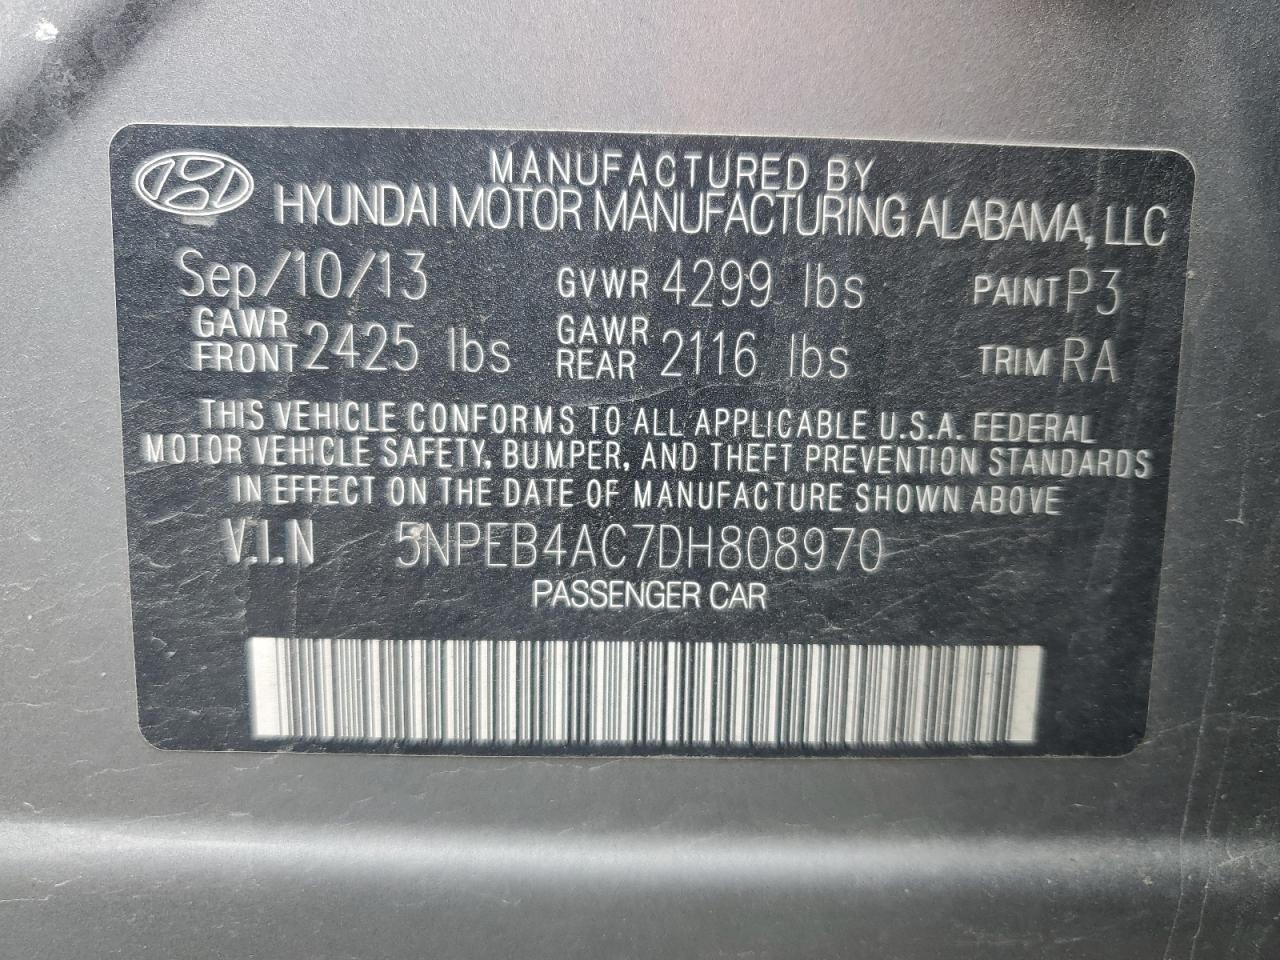 MANUFACTURED BY
HYUNDAI MOTOR MANUFACTURING ALABAMA, LLC
Sep/10/13 GVWR 4299 lbs PAINT P3
GAWR FRONT 2425 lbs GAWR REAR 2116 lbs TRIM RA
THIS VEHICLE CONFORMS TO ALL APPLICABLE U.S.A. FEDERAL
MOTOR VEHICLE SAFETY, BUMPER, AND THEFT PREVENTION STANDARDS
IN EFFECT ON THE DATE OF MANUFACTURE SHOWN ABOVE
V.I.N 5NPEB4AC7DH808970
PASSENGER CAR